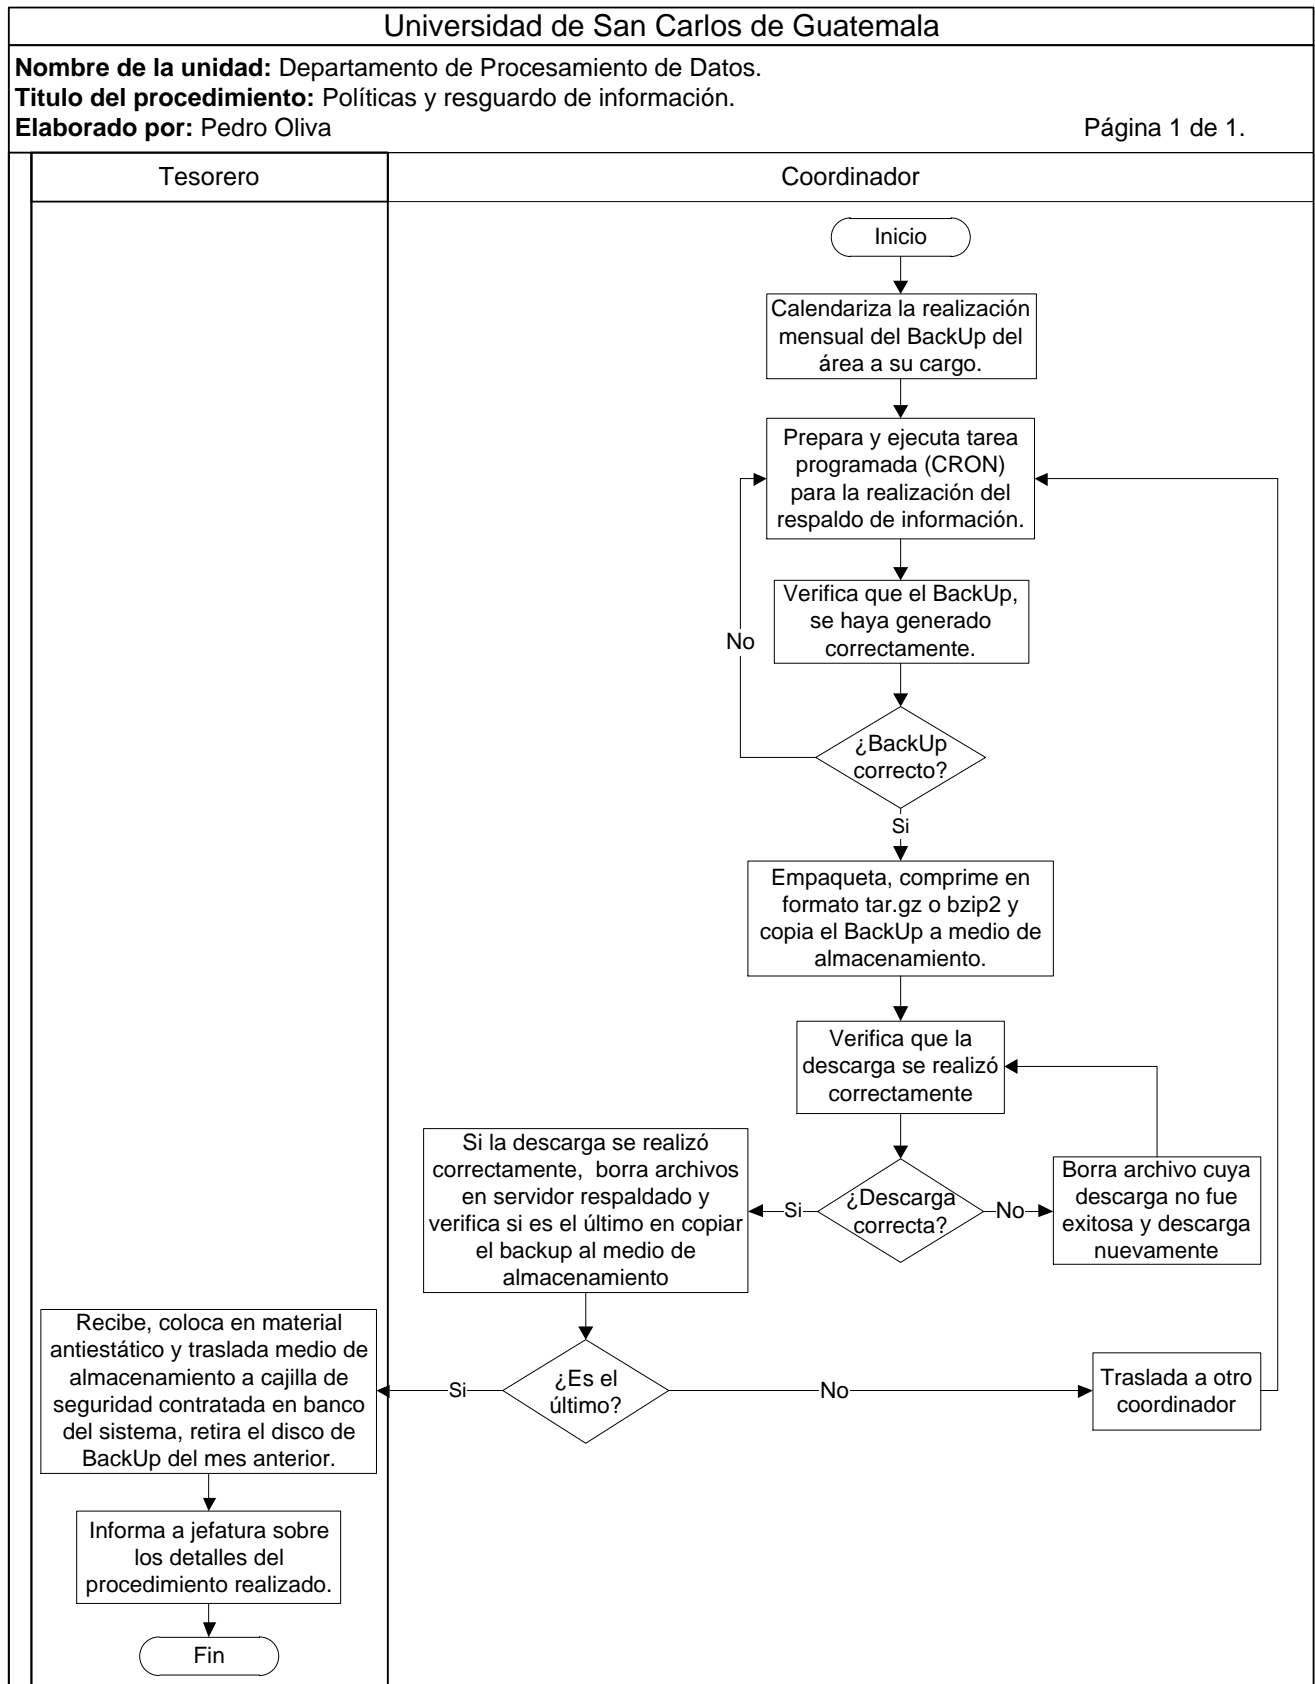 Universidad de San Carlos de Guatemala
Nombre de la unidad: Departamento de Procesamiento de Datos.
Titulo del procedimiento: Políticas y resguardo de información.
Elaborado por: Pedro Oliva
Página 1 de 1.
Tesorero
Coordinador
Inicio
Calendariza la realización
mensual del BackUp del
área a su cargo.
Prepara y ejecuta tarea
programada (CRON)
para la realización del
respaldo de información.
Verifica que el BackUp,
se haya generado
correctamente.
No
¿BackUp
correcto?
Si
Empaqueta, comprime en
formato tar.gz o bzip2 y
copia el BackUp a medio de
almacenamiento.
Verifica que la
descarga se realizó
correctamente
¿Descarga
correcta?
No
Borra archivo cuya
descarga no fue
exitosa y descarga
nuevamente
Si
Si la descarga se realizó
correctamente, borra archivos
en servidor respaldado y
verifica si es el último en copiar
el backup al medio de
almacenamiento
¿Es el
último?
No
Traslada a otro
coordinador
Si
Recibe, coloca en material
antiestático y traslada medio de
almacenamiento a cajilla de
seguridad contratada en banco
del sistema, retira el disco de
BackUp del mes anterior.
Informa a jefatura sobre
los detalles del
procedimiento realizado.
Fin